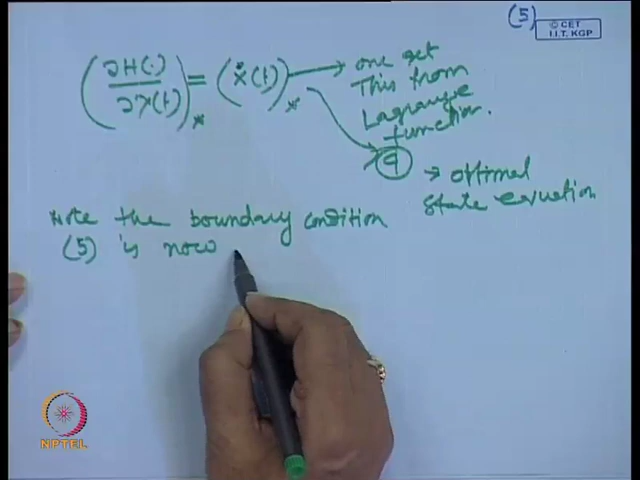 (5)
© CET
I.I.T. KGP
(∂H(·)/∂λ(t))* = (ẋ(t))* → one get
This from
Lagrange
function.
9 → optimal
state equation
Note the boundary condition
(5) is now
NPTEL